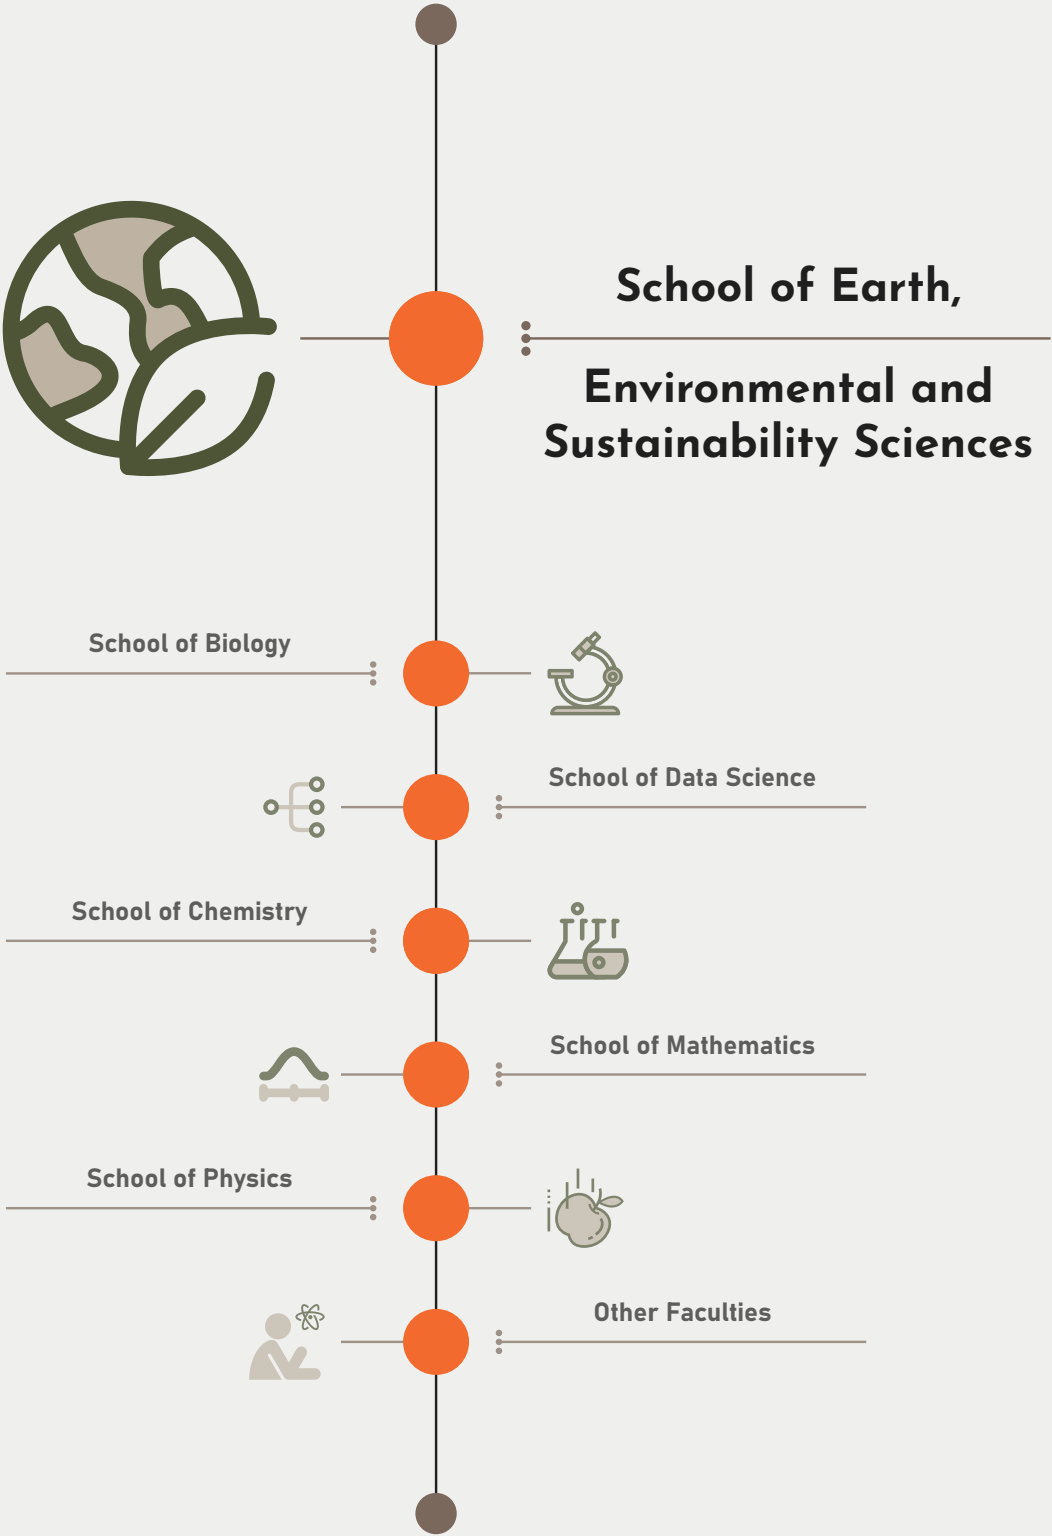 School of Earth,
Environmental and
Sustainability Sciences
School of Biology
School of Data Science
School of Chemistry
School of Mathematics
School of Physics
Other Faculties